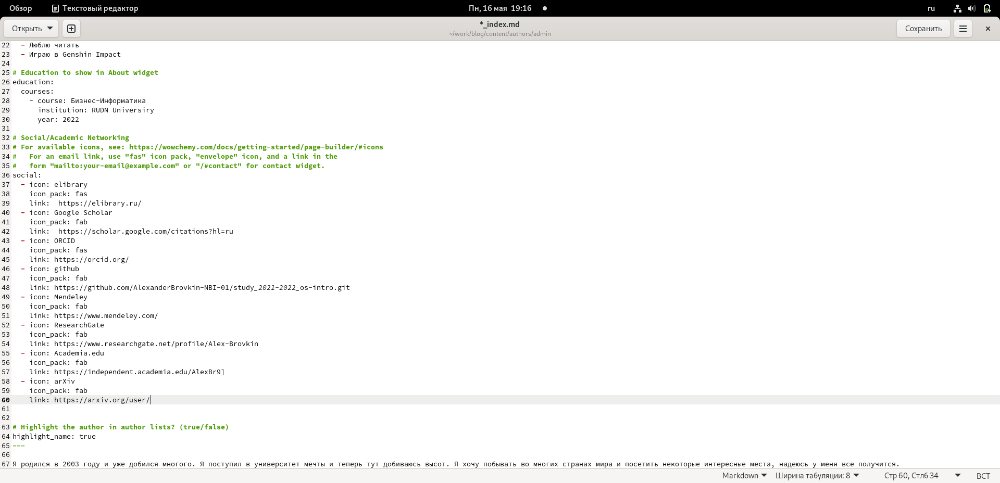 Обзор Текстовый редактор Пн, 16 мая 19:16 ru
Открыть *_index.md Сохранить
~/work/blog/content/authors/admin
22   - Люблю читать
23   - Играю в Genshin Impact
24
25 # Education to show in About widget
26 education:
27   courses:
28     - course: Бизнес-Информатика
29       institution: RUDN Universiry
30       year: 2022
31
32 # Social/Academic Networking
33 # For available icons, see: https://wowchemy.com/docs/getting-started/page-builder/#icons
34 #   For an email link, use "fas" icon pack, "envelope" icon, and a link in the
35 #   form "mailto:your-email@example.com" or "/#contact" for contact widget.
36 social:
37   - icon: elibrary
38     icon_pack: fas
39     link:  https://elibrary.ru/
40   - icon: Google Scholar
41     icon_pack: fab
42     link:  https://scholar.google.com/citations?hl=ru
43   - icon: ORCID
44     icon_pack: fas
45     link: https://orcid.org/
46   - icon: github
47     icon_pack: fab
48     link: https://github.com/AlexanderBrovkin-NBI-01/study_2021-2022_os-intro.git
49   - icon: Mendeley
50     icon_pack: fab
51     link: https://www.mendeley.com/
52   - icon: ResearchGate
53     icon_pack: fab
54     link: https://www.researchgate.net/profile/Alex-Brovkin
55   - icon: Academia.edu
56     icon_pack: fab
57     link: https://independent.academia.edu/AlexBr9]
58   - icon: arXiv
59     icon_pack: fab
60     link: https://arxiv.org/user/
61
62
63 # Highlight the author in author lists? (true/false)
64 highlight_name: true
65 ---
66
67 Я родился в 2003 году и уже добился многого. Я поступил в университет мечты и теперь тут добиваюсь высот. Я хочу побывать во многих странах мира и посетить некоторые интересные места, надеюсь у меня все получится.
Markdown Ширина табуляции: 8 Стр 60, Стлб 34 ВСТ